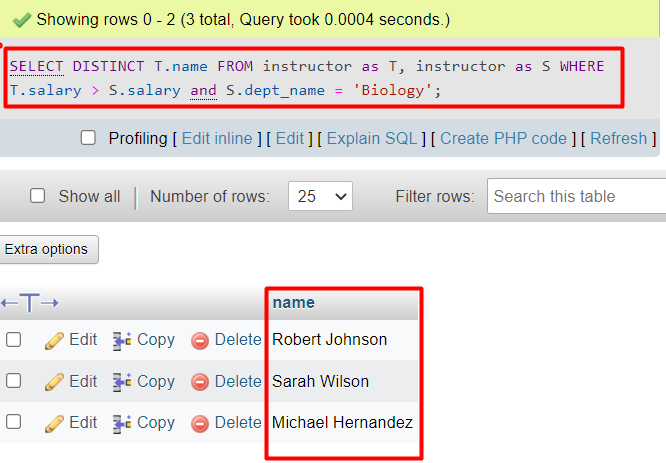 Showing rows 0 - 2 (3 total, Query took 0.0004 seconds.)
SELECT DISTINCT T.name FROM instructor as T, instructor as S WHERE
T.salary > S.salary and S.dept_name = 'Biology';
Profiling [ Edit inline ] [ Edit ] [ Explain SQL ] [ Create PHP code ] [ Refresh ]
Show all Number of rows: 25 Filter rows: Search this table
Extra options
←T→ name
Edit Copy Delete Robert Johnson
Edit Copy Delete Sarah Wilson
Edit Copy Delete Michael Hernandez